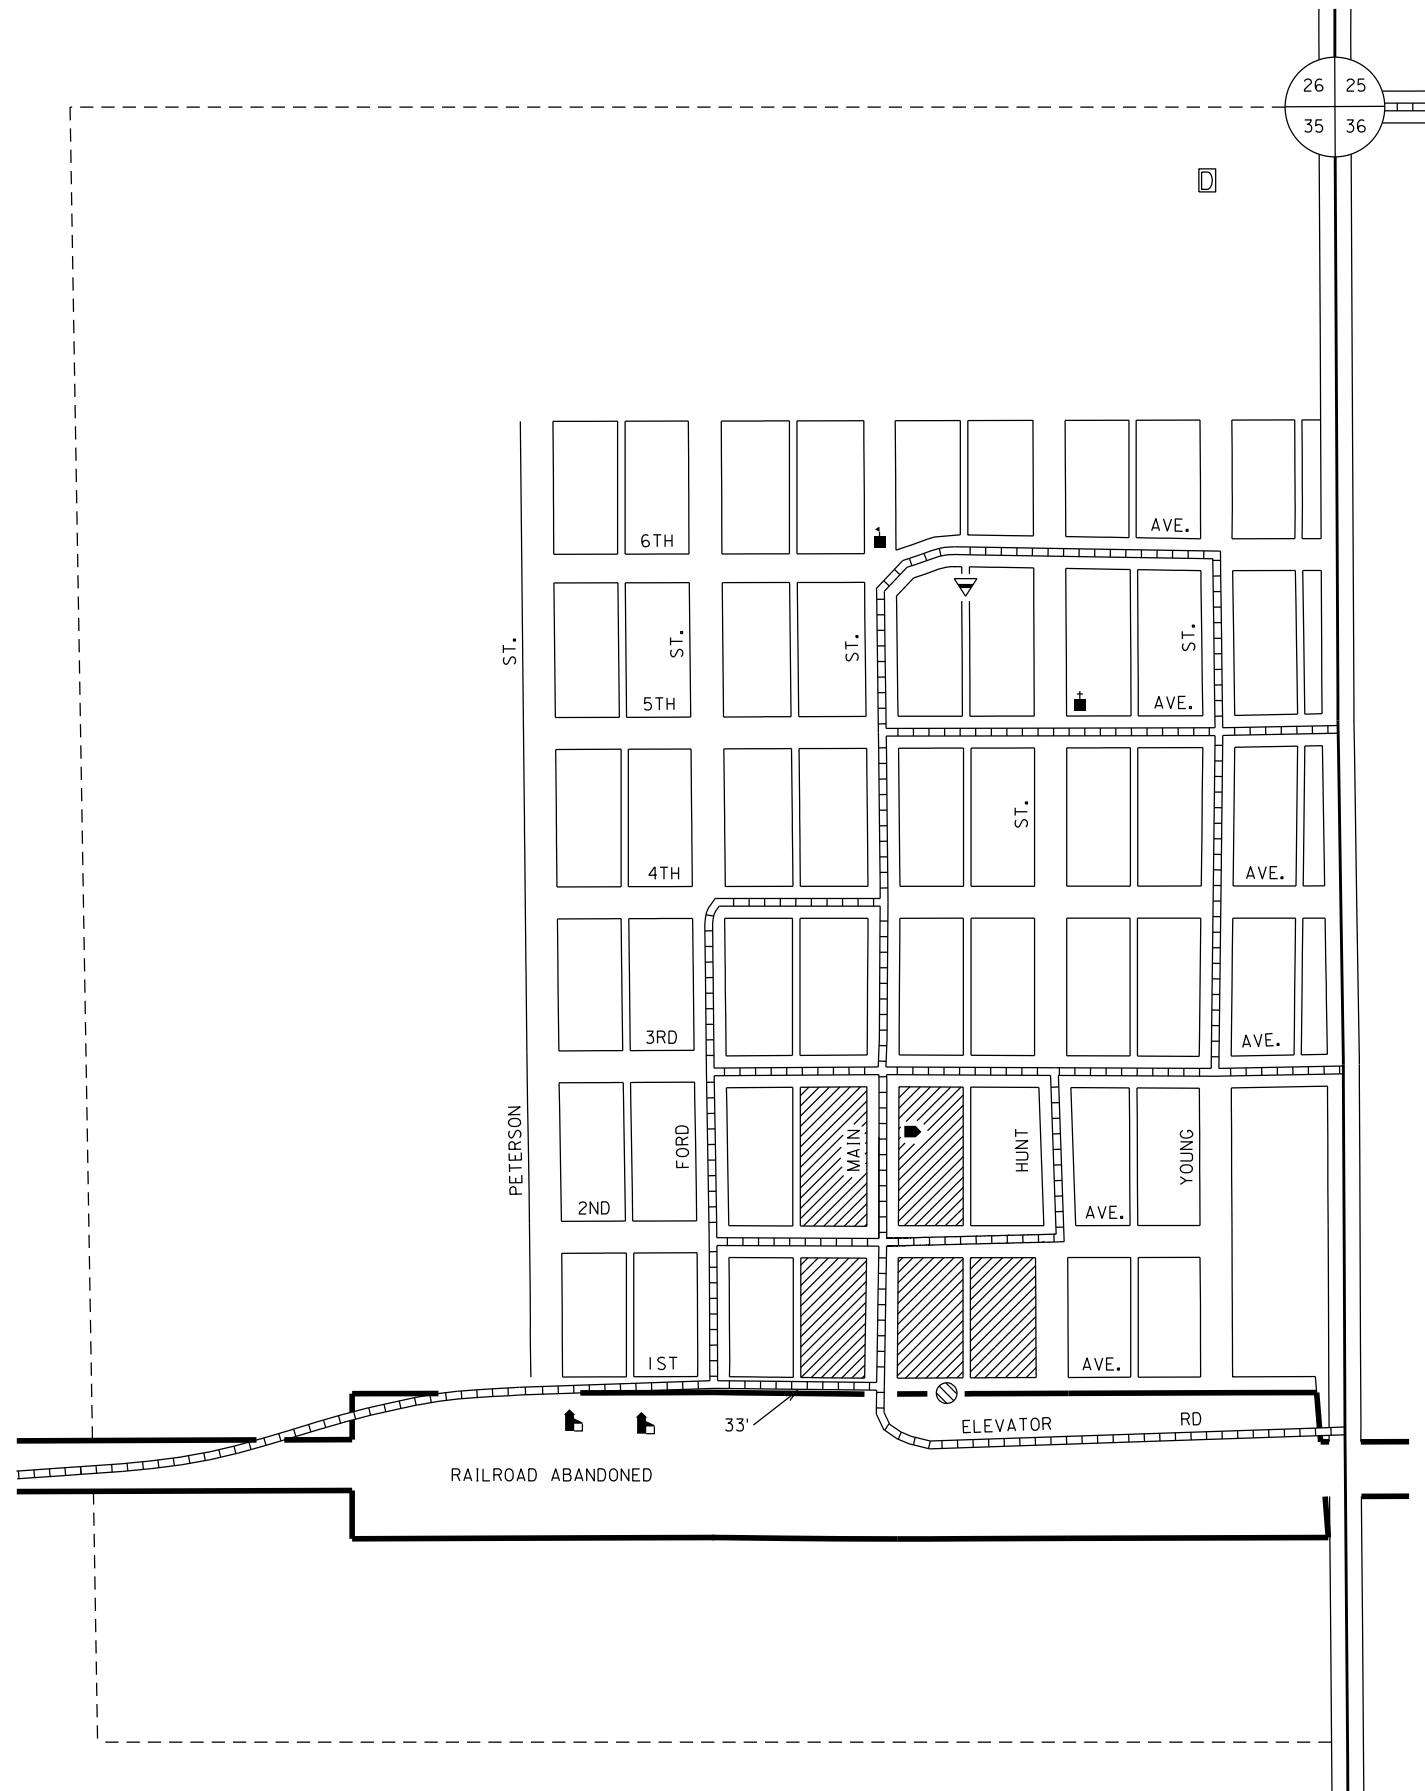 26 25
35 36
D
AVE.
6TH
ST.
ST.
ST.
ST.
5TH
AVE.
ST.
4TH
AVE.
3RD
AVE.
PETERSON
FORD
MAIN
HUNT
YOUNG
2ND
AVE.
1ST
AVE.
33'
ELEVATOR RD
RAILROAD ABANDONED